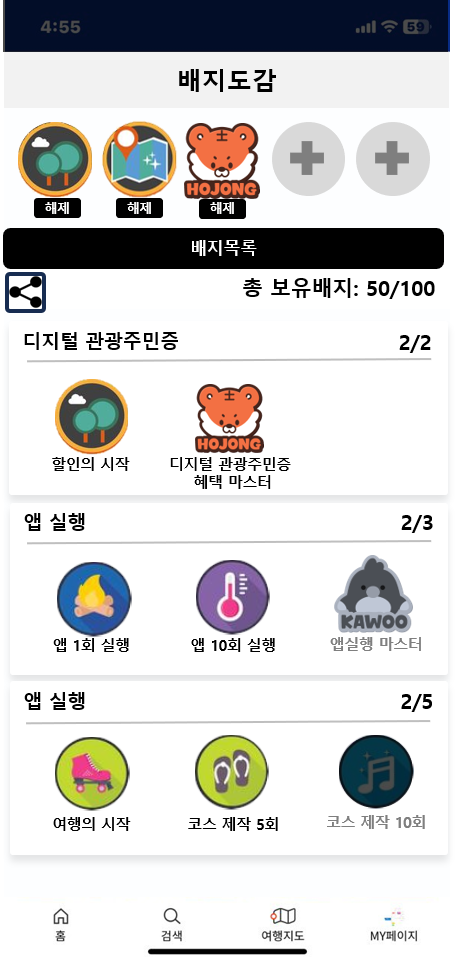 4:55
59
배지도감
HOJONG
해제 해제 해제
배지목록
총 보유배지: 50/100
디지털 관광주민증 2/2
HOJONG
할인의 시작 디지털 관광주민증
혜택 마스터
앱 실행 2/3
KAWOO
앱 1회 실행 앱 10회 실행 앱실행 마스터
앱 실행 2/5
여행의 시작 코스 제작 5회 코스 제작 10회
홈 검색 여행지도 MY페이지